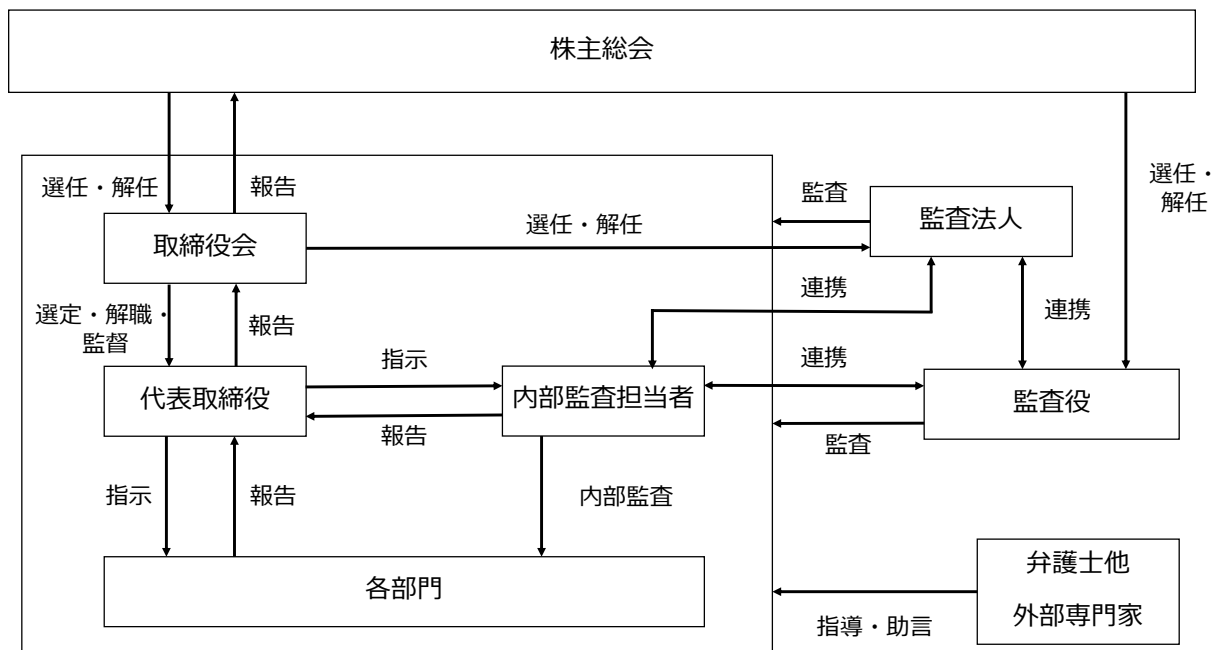 株主総会
選任・解任
報告
選任・
解任
監査
監査法人
取締役会
選任・解任
連携
連携
選定・解職・
監督
報告
指示
連携
代表取締役
内部監査担当者
監査役
報告
監査
指示
報告
内部監査
各部門
弁護士他
外部専門家
指導・助言